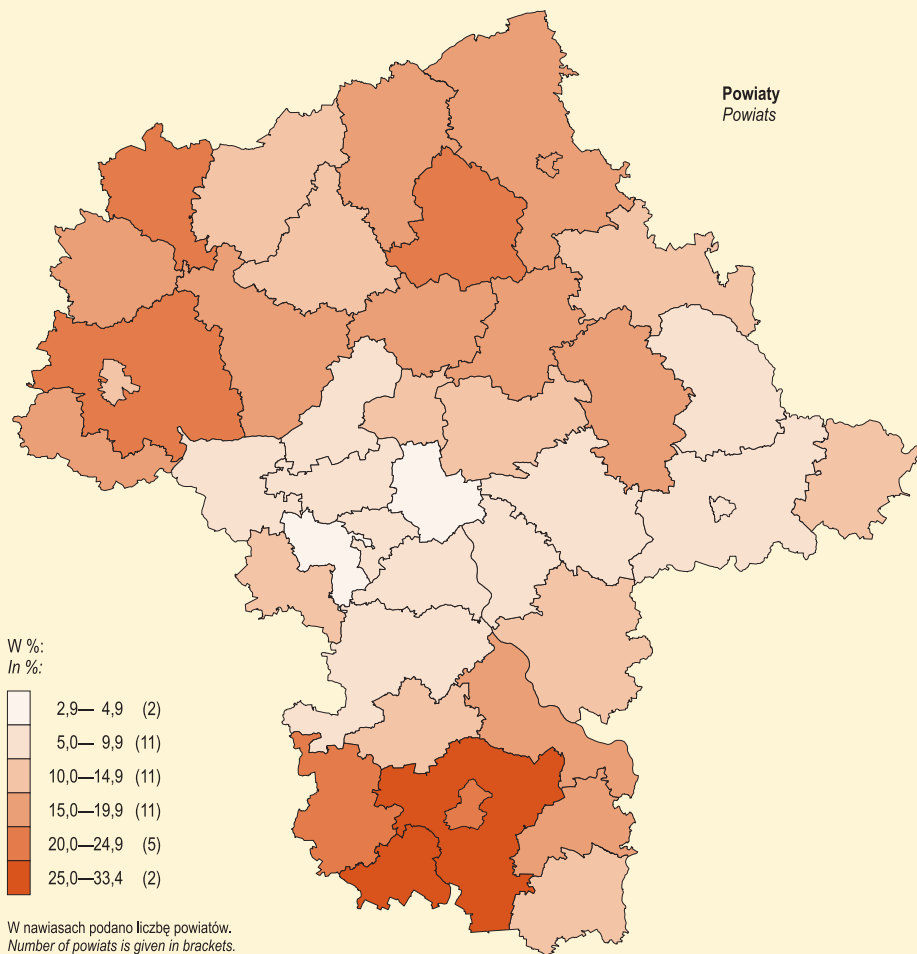 Powiaty
Powiats
W %:
In %:
2,9— 4,9 (2)
5,0— 9,9 (11)
10,0—14,9 (11)
15,0—19,9 (11)
20,0—24,9 (5)
25,0—33,4 (2)
W nawiasach podano liczbę powiatów.
Number of powiats is given in brackets.